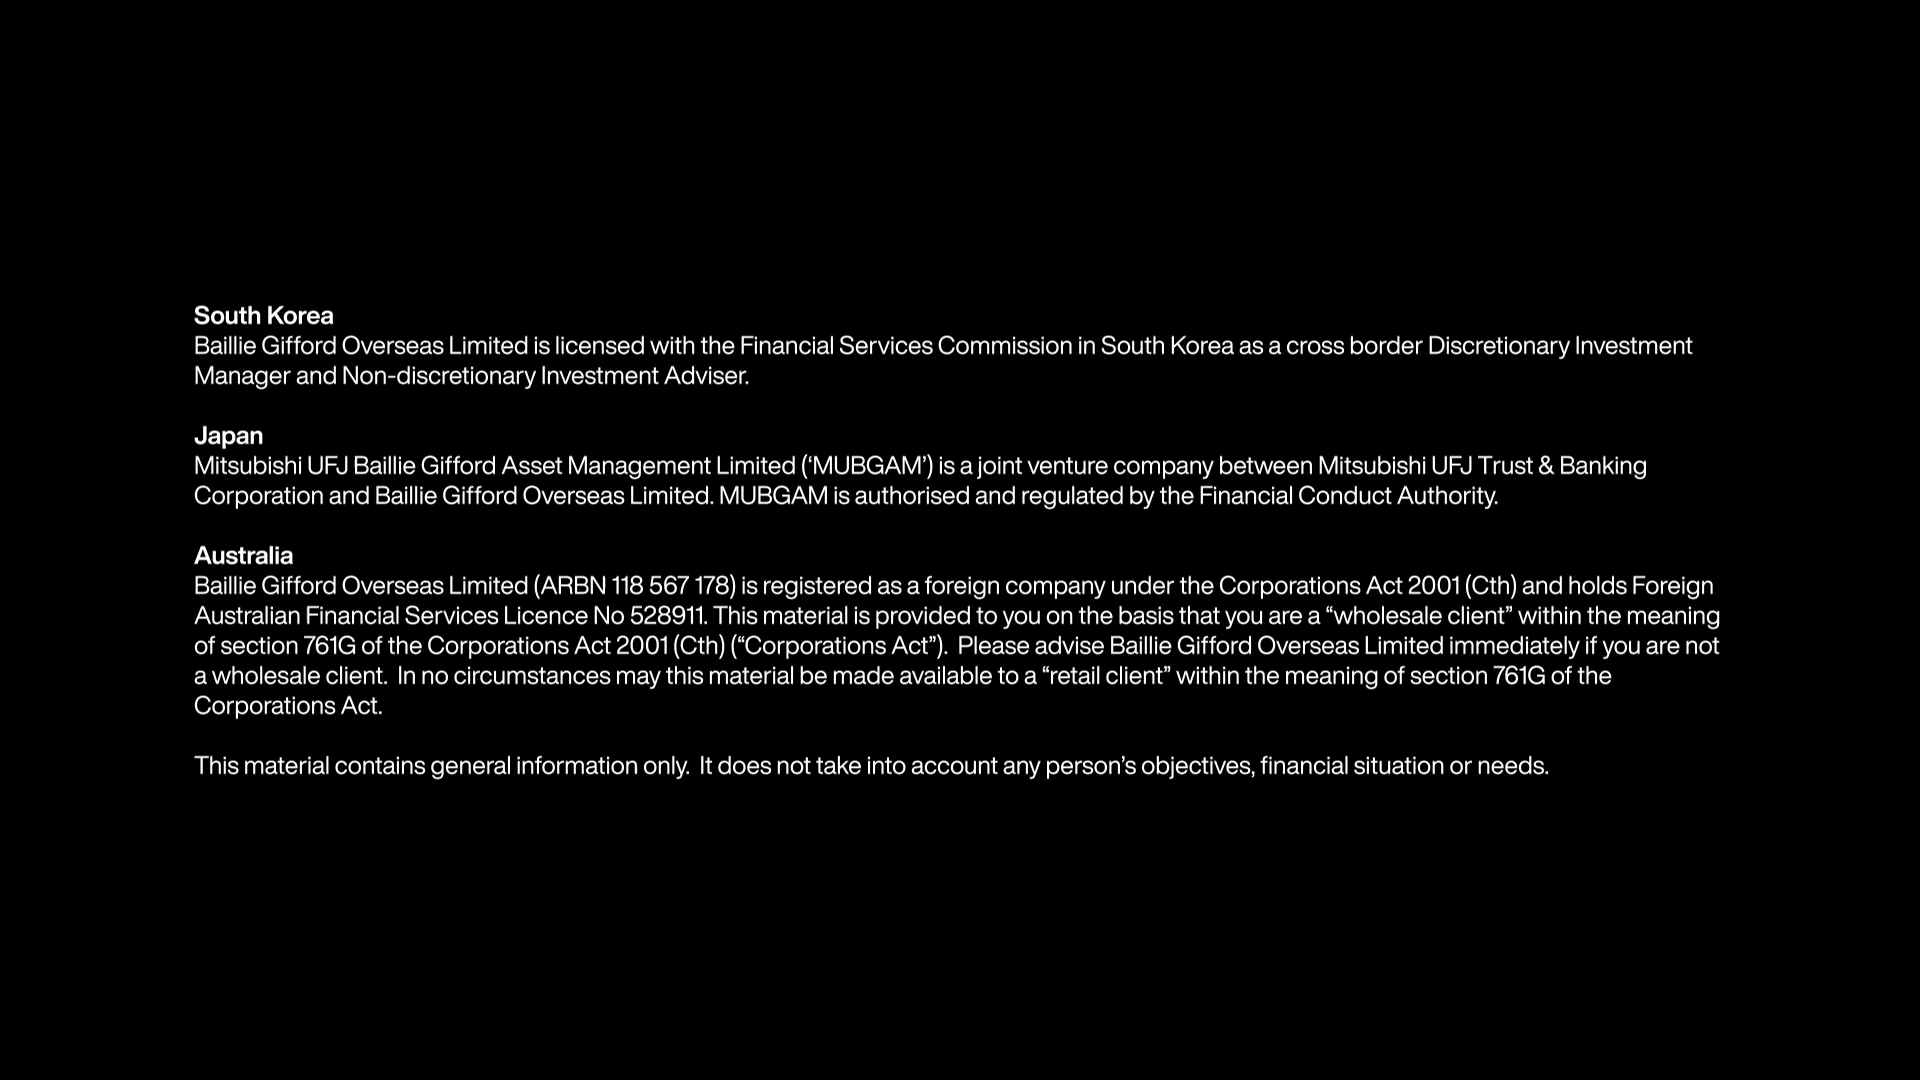 South Korea
Baillie Gifford Overseas Limited is licensed with the Financial Services Commission in South Korea as a cross border Discretionary Investment
Manager and Non-discretionary Investment Adviser.
Japan
Mitsubishi UFJ Baillie Gifford Asset Management Limited (‘MUBGAM’) is a joint venture company between Mitsubishi UFJ Trust & Banking
Corporation and Baillie Gifford Overseas Limited. MUBGAM is authorised and regulated by the Financial Conduct Authority.
Australia
Baillie Gifford Overseas Limited (ARBN 118 567 178) is registered as a foreign company under the Corporations Act 2001 (Cth) and holds Foreign
Australian Financial Services Licence No 528911. This material is provided to you on the basis that you are a “wholesale client” within the meaning
of section 761G of the Corporations Act 2001 (Cth) (“Corporations Act”).  Please advise Baillie Gifford Overseas Limited immediately if you are not
a wholesale client.  In no circumstances may this material be made available to a “retail client” within the meaning of section 761G of the
Corporations Act.
This material contains general information only.  It does not take into account any person’s objectives, financial situation or needs.